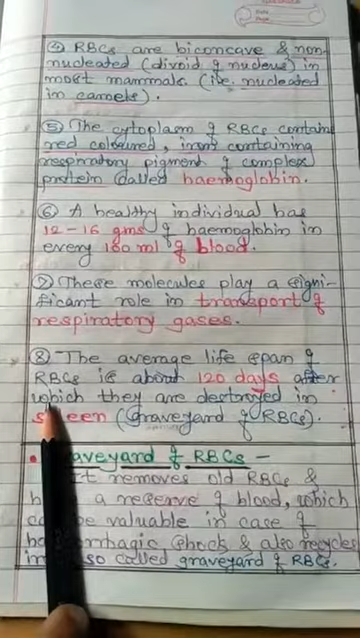 ④ RBCs are biconcave & non-
nucleated (divoid of nucleus) in
most mammals (i.e. nucleated
in camels).
⑤ The cytoplasm of RBCs contains
red coloured, iron containing
respiratory pigment of complex
protein called haemoglobin.
⑥ A healthy individual has
12-16 gms of haemoglobin in
every 100 ml of blood.
⑦ These molecules play a signi-
ficant role in transport of
respiratory gases.
⑧ The average life span of
RBCs is about 120 days after
which they are destroyed in
(Graveyard of RBCs).
of RBCs -
removes old RBCs &
a reserve of blood, which
valuable in case of
shock & also recycles
so called graveyard of RBC.